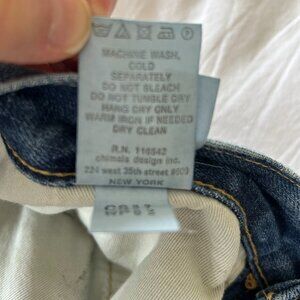 MACHINE WASH,
COLD
SEPARATELY
DO NOT BLEACH
DO NOT TUMBLE DRY
HANG DRY ONLY
WARM IRON IF NEEDED
DRY CLEAN
R.N. 116542
chimala design inc.
224 west 35th street #603
NEW YORK